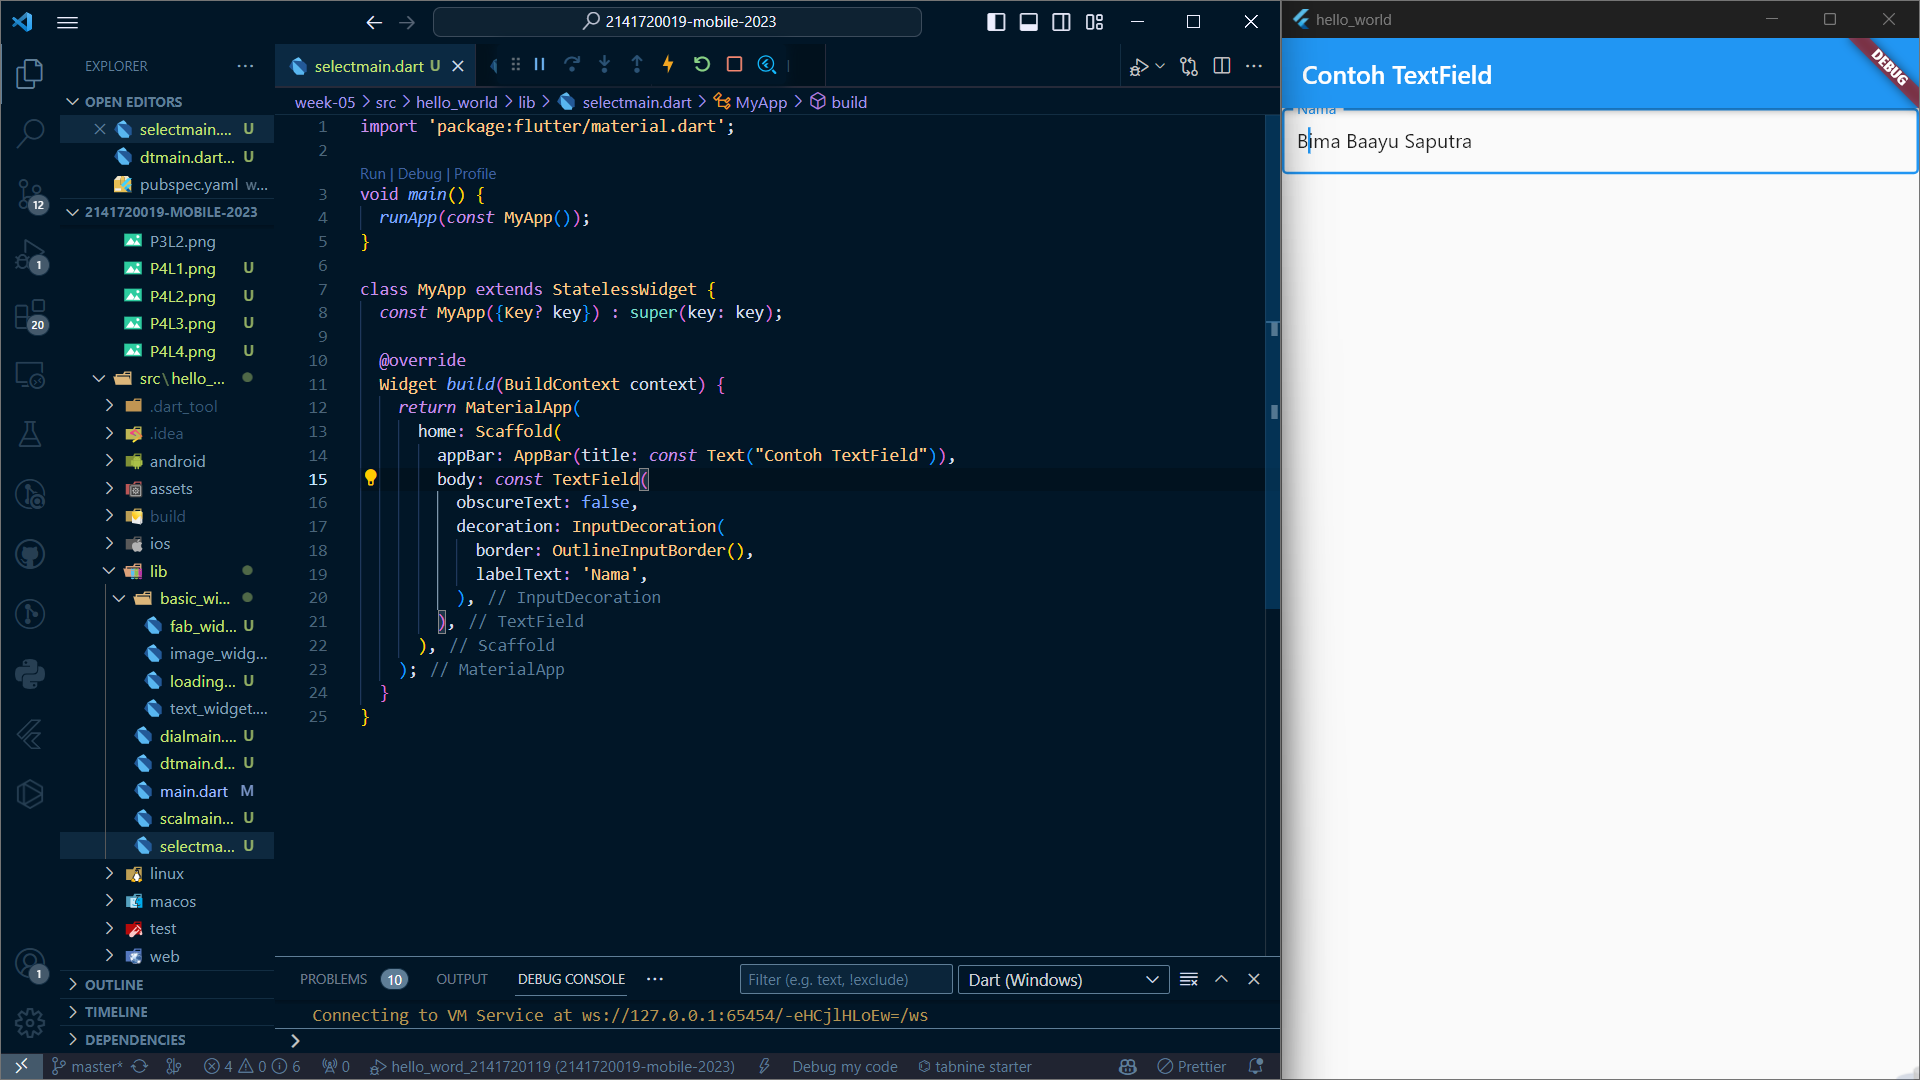 2141720019-mobile-2023
EXPLORER
OPEN EDITORS
selectmain.... U
dtmain.dart... U
pubspec.yaml w...
2141720019-MOBILE-2023
P3L2.png
P4L1.png U
P4L2.png U
P4L3.png U
P4L4.png U
src\hello_...
.dart_tool
.idea
android
assets
build
ios
lib
basic_wi...
fab_wid... U
image_widg...
loading... U
text_widget....
dialmain.... U
dtmain.d... U
main.dart M
scalmain... U
selectma... U
linux
macos
test
web
OUTLINE
TIMELINE
DEPENDENCIES
12
1
20
1
selectmain.dart U
week-05 > src > hello_world > lib > selectmain.dart > MyApp > build
1 import 'package:flutter/material.dart';
2
Run | Debug | Profile
3 void main() {
4 runApp(const MyApp());
5 }
6
7 class MyApp extends StatelessWidget {
8 const MyApp({Key? key}) : super(key: key);
9
10 @override
11 Widget build(BuildContext context) {
12 return MaterialApp(
13 home: Scaffold(
14 appBar: AppBar(title: const Text("Contoh TextField")),
15 body: const TextField(
16 obscureText: false,
17 decoration: InputDecoration(
18 border: OutlineInputBorder(),
19 labelText: 'Nama',
20 ), // InputDecoration
21 ), // TextField
22 ), // Scaffold
23 ); // MaterialApp
24 }
25 }
PROBLEMS 10 OUTPUT DEBUG CONSOLE
Filter (e.g. text, !exclude)
Dart (Windows)
Connecting to VM Service at ws://127.0.0.1:65454/-eHCjlHLoEw=/ws
master* 4 0 6 0 hello_word_2141720119 (2141720019-mobile-2023) Debug my code tabnine starter Prettier
hello_world
Contoh TextField
DEBUG
Nama
Bima Baayu Saputra